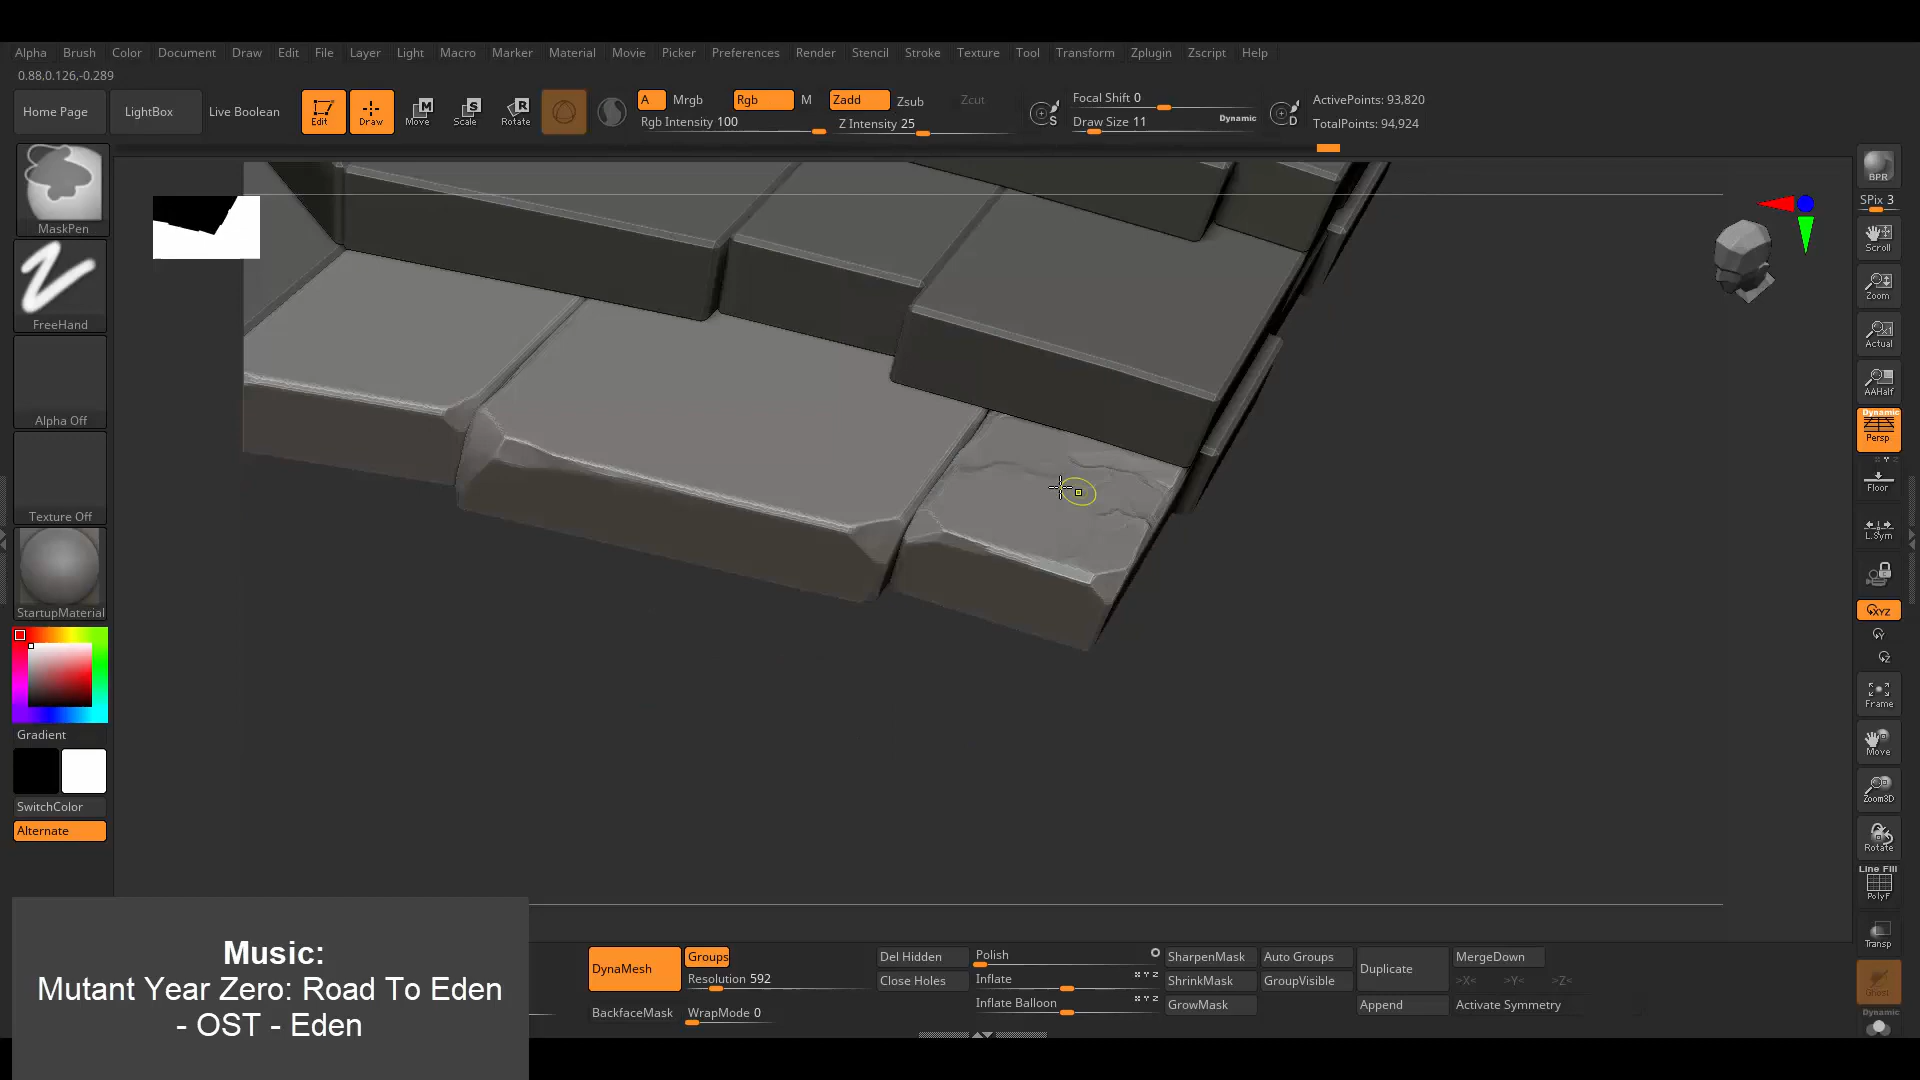 Alpha Brush Color Document Draw Edit File Layer Light Macro Marker Material Movie Picker Preferences Render Stencil Stroke Texture Tool Transform Zplugin Zscript Help
0.88,0.126,-0.289
Home Page LightBox Live Boolean Edit Draw M Move S Scale R Rotate
A Mrgb Rgb M Zadd Zsub Zcut
Rgb Intensity 100 Z Intensity 25
S Focal Shift 0
Draw Size 11 Dynamic D
ActivePoints: 93,820
TotalPoints: 94,924
MaskPen
FreeHand
Alpha Off
Texture Off
StartupMaterial
Gradient
SwitchColor
Alternate
BPR
SPix 3
Scroll
Zoom
Actual
AAHalf
Dynamic
Persp
Floor
L.Sym
XYZ
Y
Z
Frame
Move
Zoom3D
Rotate
Line Fill
PolyF
Transp
Ghost
Dynamic
DynaMesh Groups
Resolution 592
BackfaceMask WrapMode 0
Del Hidden
Close Holes
Polish
Inflate X Y Z
Inflate Balloon X Y Z
SharpenMask Auto Groups
ShrinkMask GroupVisible
GrowMask
Duplicate
Append
MergeDown
>X< >Y< >Z<
Activate Symmetry
Music:
Mutant Year Zero: Road To Eden
- OST - Eden